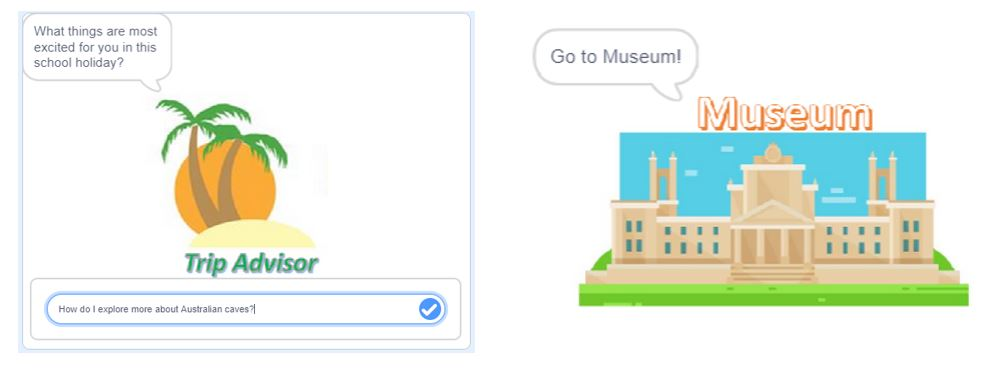 What things are most
excited for you in this
school holiday?
Trip Advisor
How do I explore more about Australian caves?
Go to Museum!
Museum